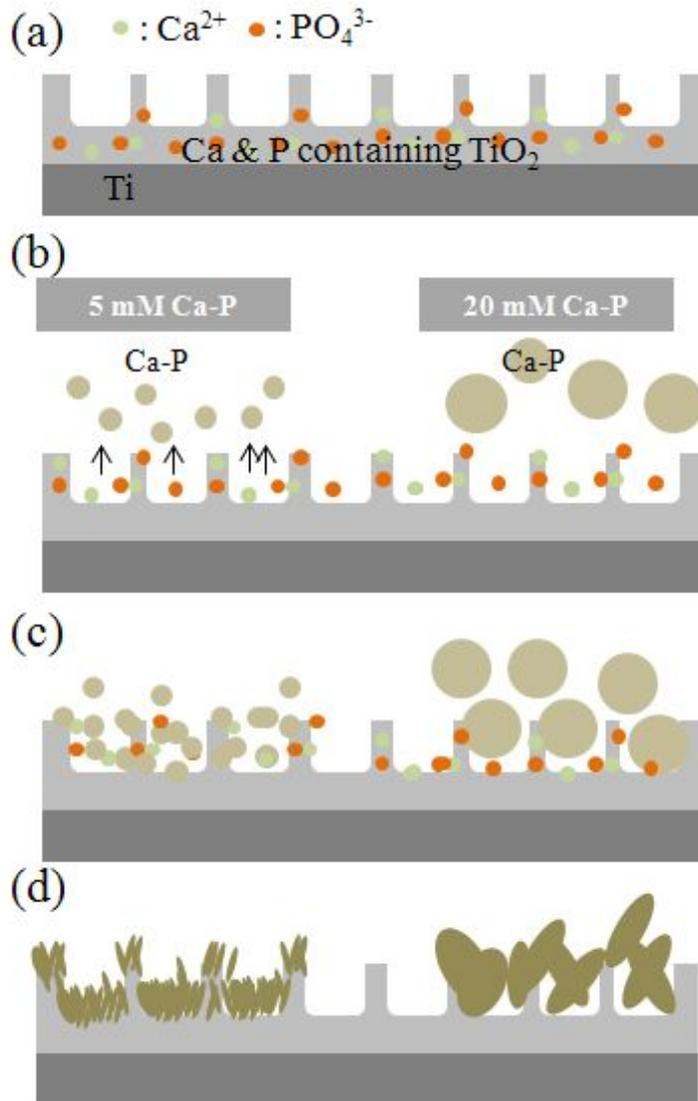 (a) : Ca²⁺ : PO₄³⁻
Ca & P containing TiO₂
Ti
(b)
5 mM Ca-P 20 mM Ca-P
Ca-P Ca-P
(c)
(d)